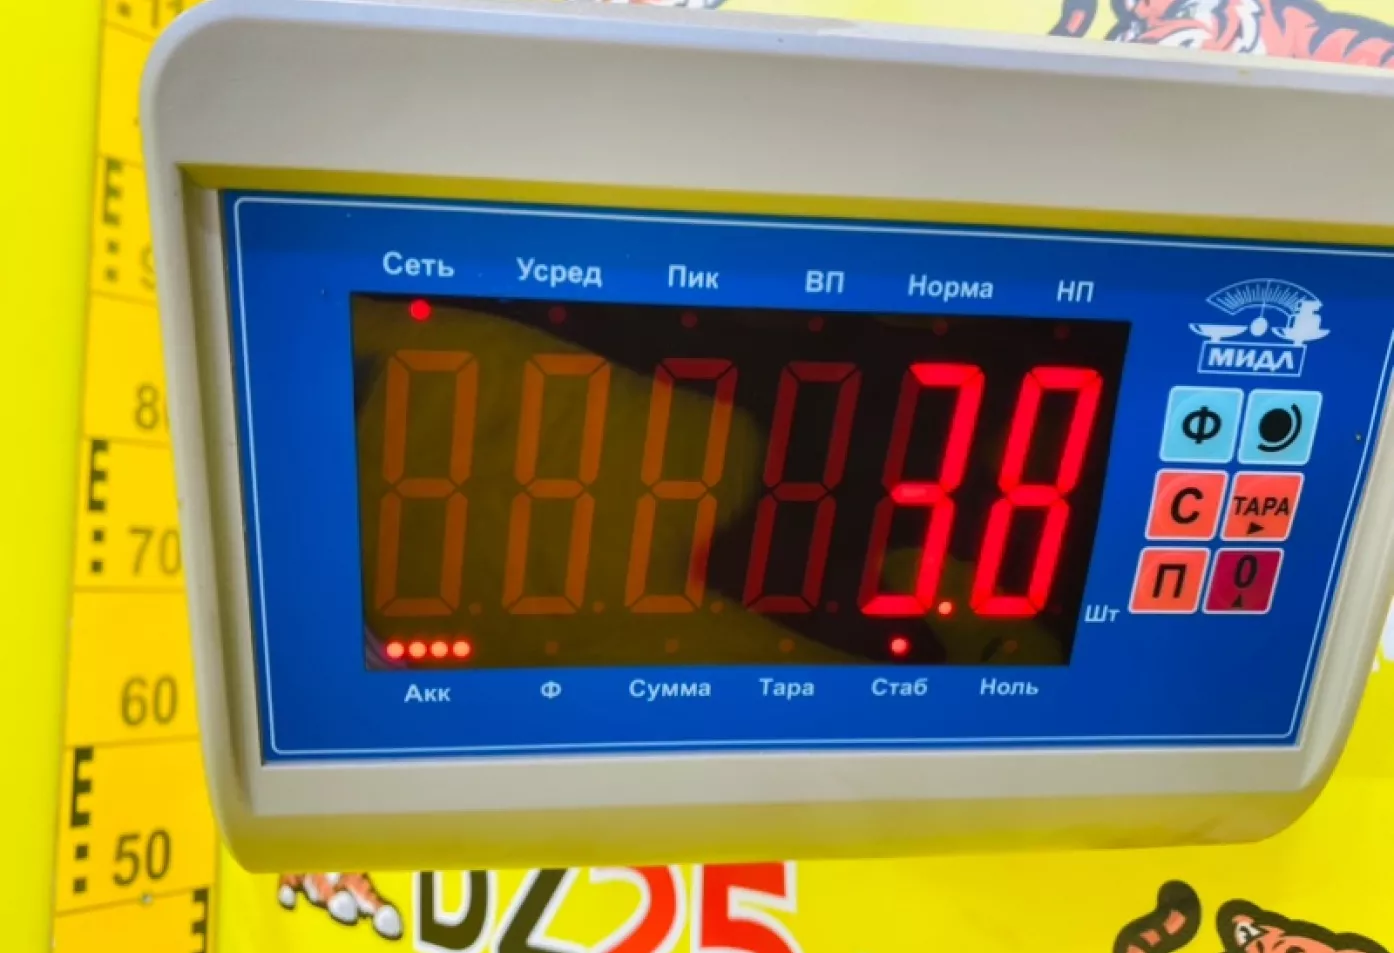 Сеть Усред Пик ВП Норма НП
МИДЛ
3.8
Ф
С ТАРА
П 0
Шт
Акк Ф Сумма Тара Стаб Ноль
80
70
60
50
DZ25